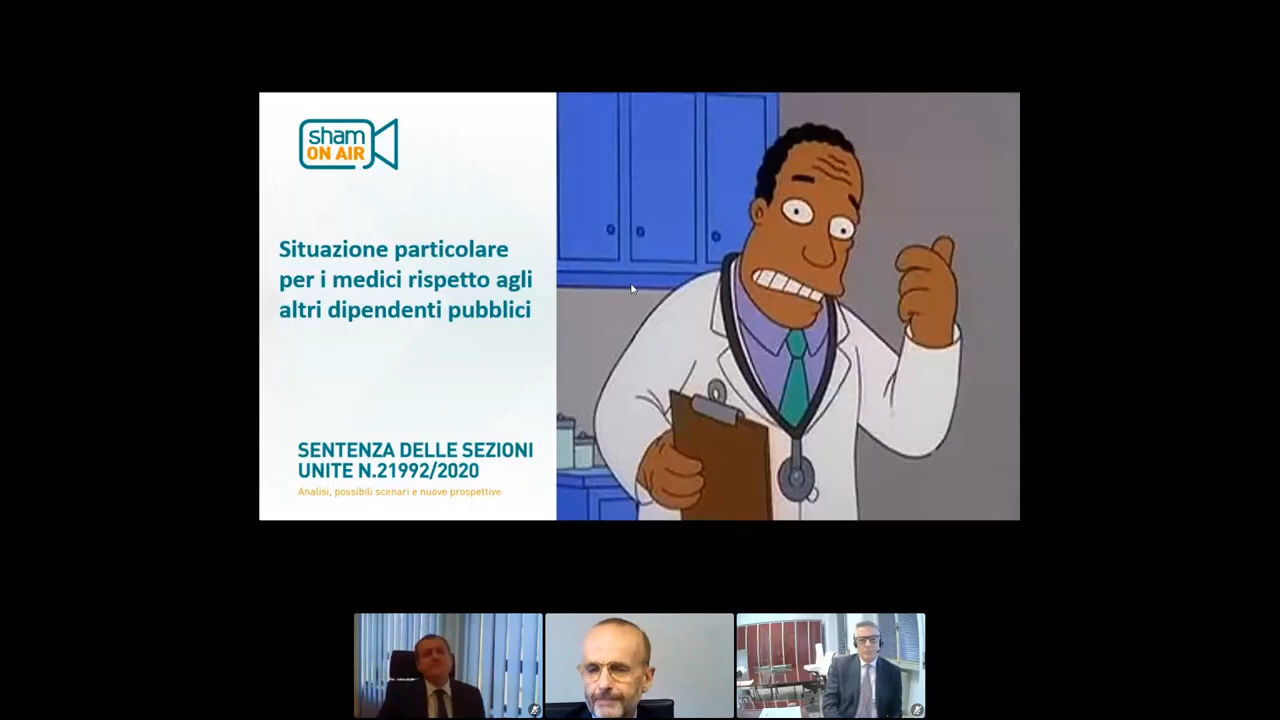 sham
ON AIR
Situazione particolare
per i medici rispetto agli
altri dipendenti pubblici
SENTENZA DELLE SEZIONI
UNITE N.21992/2020
Analisi, possibili scenari e nuove prospettive